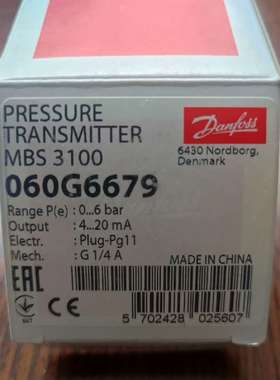 PRESSURE
TRANSMITTER
MBS 3100
060G6679
Danfoss
6430 Nordborg,
Denmark
Range P(e) : 0...6 bar
Output : 4...20 mA
Electr. : Plug-Pg11
Mech. : G 1/4 A
MADE IN CHINA
EAC
CE
5 702428 025607